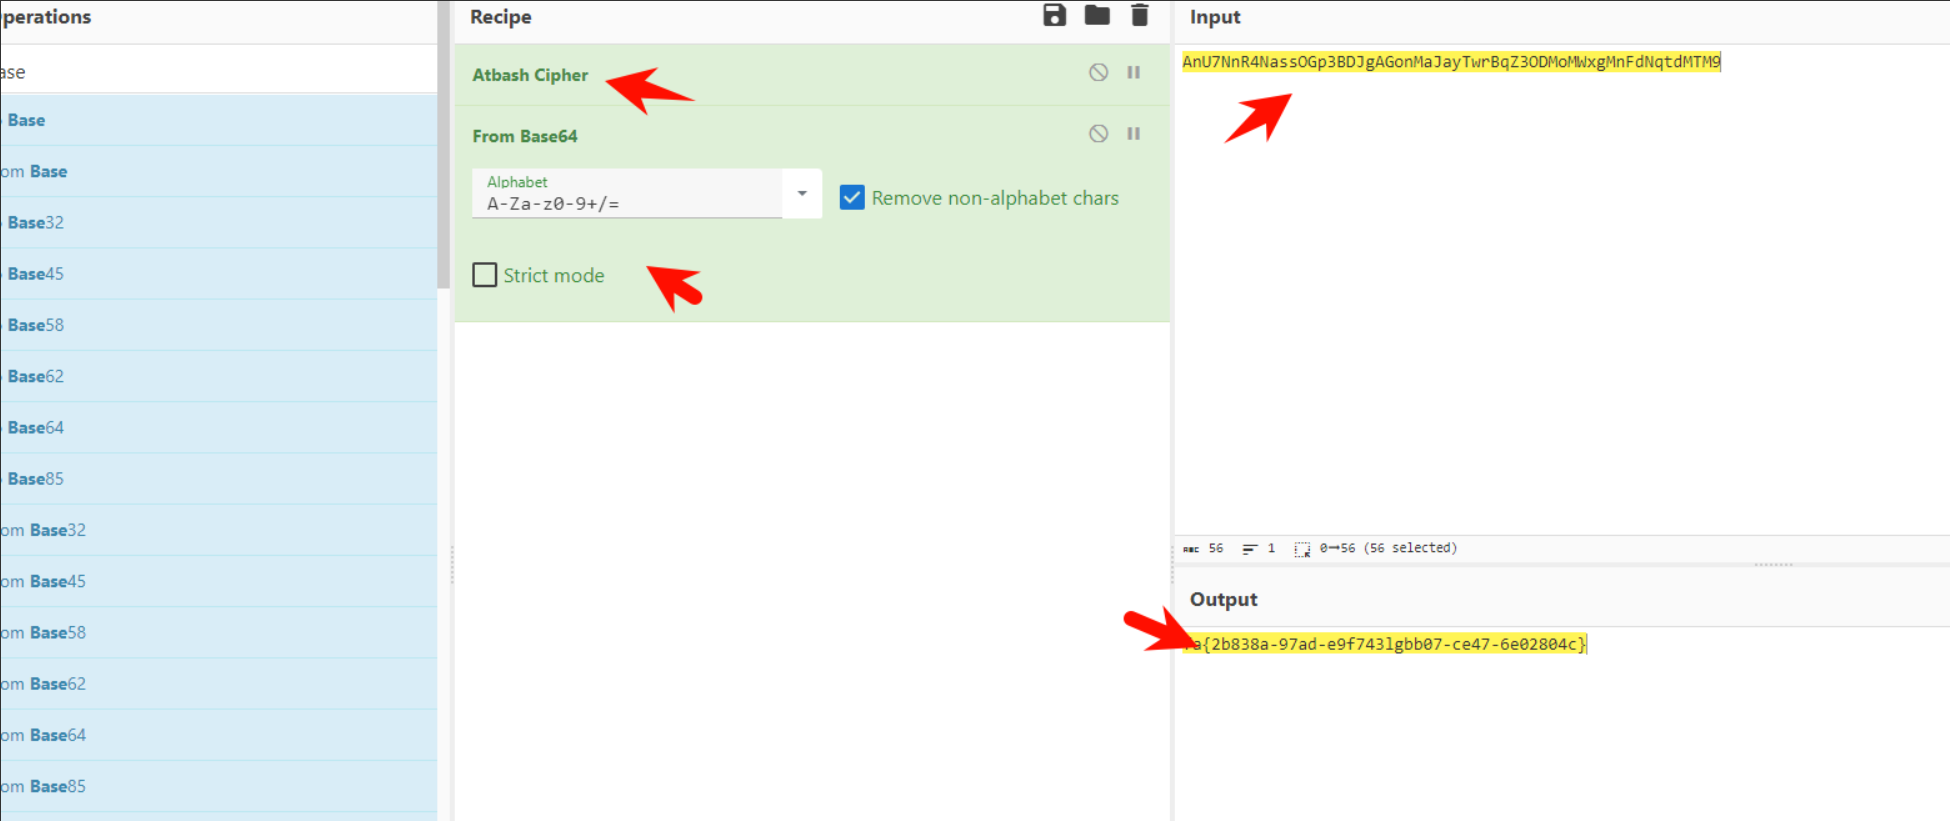 perations
Recipe
Input
ase
Base
om Base
Base32
Base45
Base58
Base62
Base64
Base85
om Base32
om Base45
om Base58
om Base62
om Base64
om Base85
Atbash Cipher
From Base64
Alphabet
A-Za-z0-9+/=
Remove non-alphabet chars
Strict mode
AnU7NnR4NassOGp3BDJgAGonMaJayTwrBqZ3ODMoMWxgMnFdNqtdMTM9
ABC 56 1 0→56 (56 selected)
Output
a{2b838a-97ad-e9f743lgbb07-ce47-6e02804c}